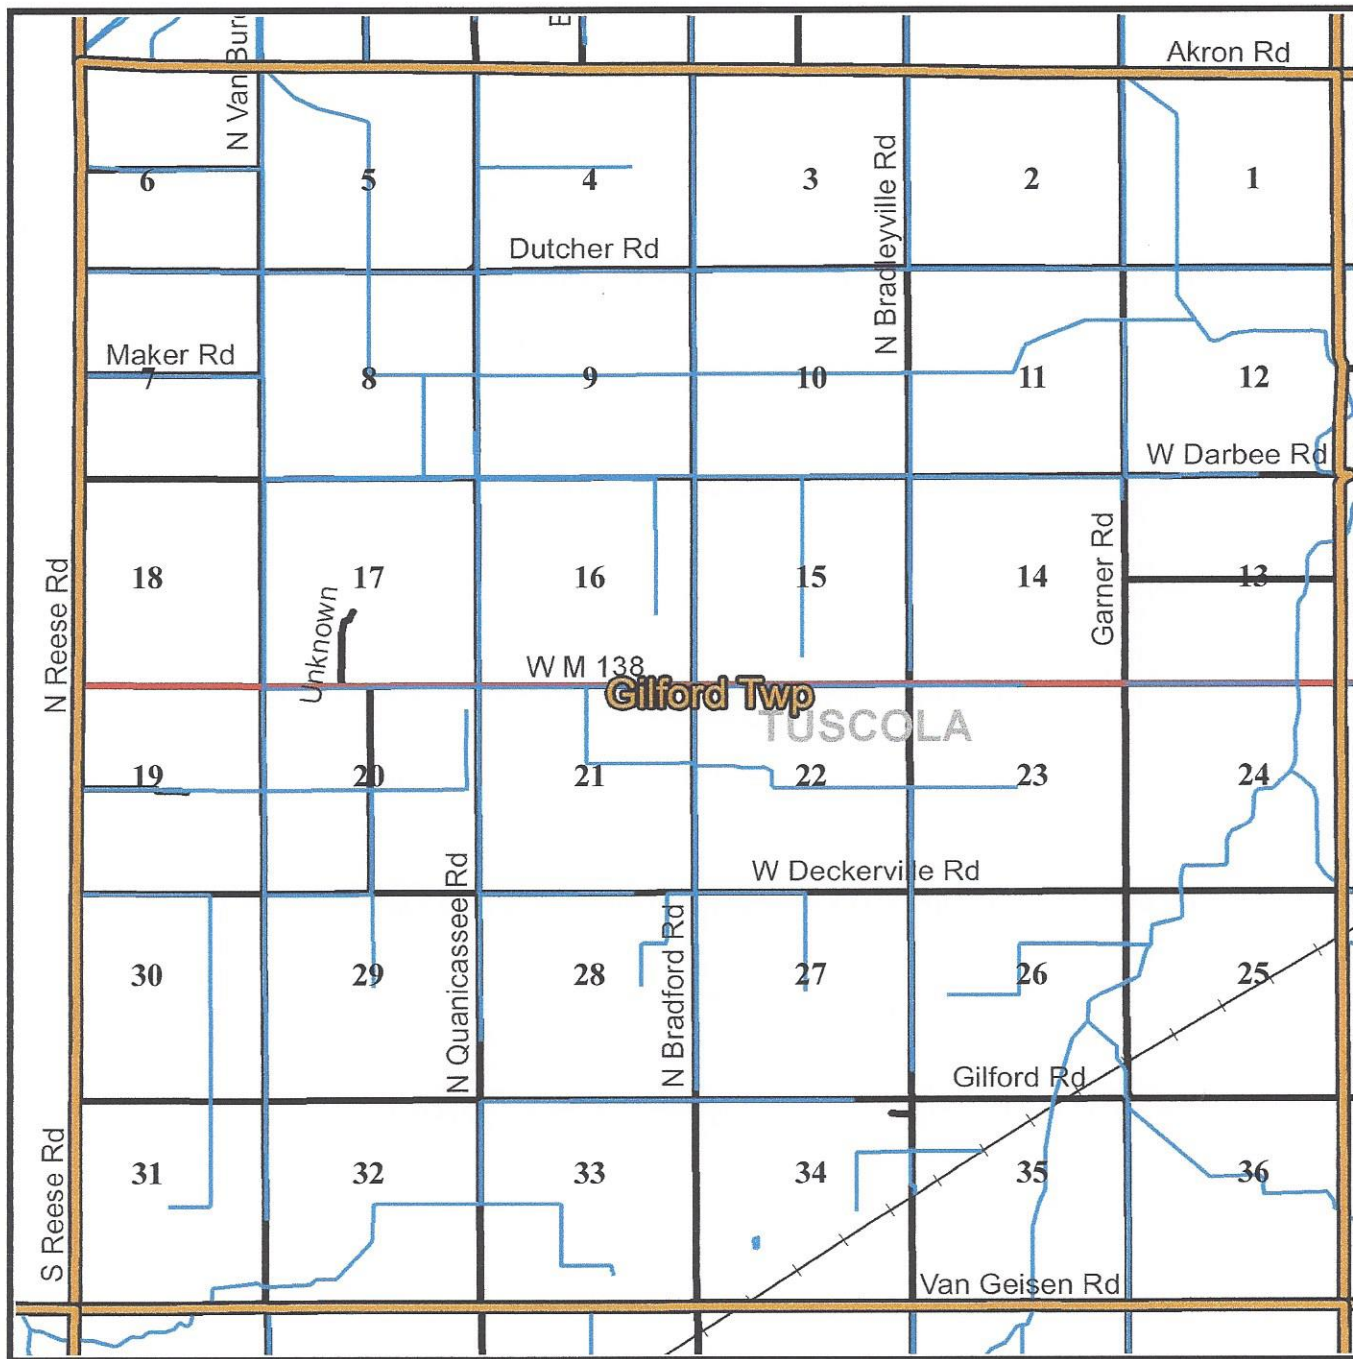 E
N Van Bur
Akron Rd
6
5
4
3
N Bradleyville Rd
2
1
Dutcher Rd
Maker Rd
7
8
9
10
11
12
W Darbee Rd
N Reese Rd
18
17
16
15
14
Garner Rd
13
Unknown
W M 138
Gilford Twp
TUSCOLA
19
20
21
22
23
24
N Quanicassee Rd
W Deckerville Rd
30
29
28
N Bradford Rd
27
26
25
Gilford Rd
S Reese Rd
31
32
33
34
35
36
Van Geisen Rd